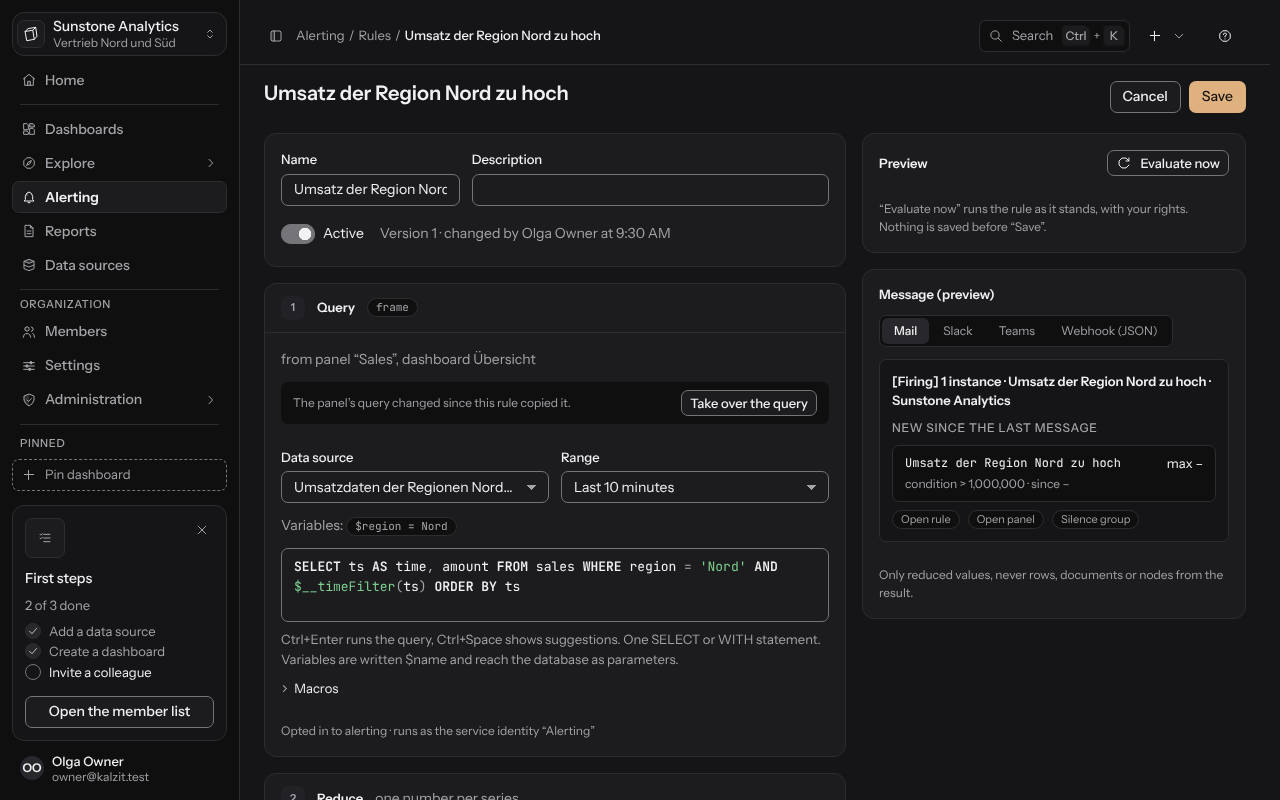 Sunstone Analytics
Vertrieb Nord und Süd
Home
Dashboards
Explore
Alerting
Reports
Data sources
ORGANIZATION
Members
Settings
Administration
PINNED
Pin dashboard
First steps
2 of 3 done
Add a data source
Create a dashboard
Invite a colleague
Open the member list
OO
Olga Owner
owner@kalzit.test
Alerting / Rules / Umsatz der Region Nord zu hoch
Search Ctrl + K
Umsatz der Region Nord zu hoch
Cancel
Save
Name
Description
Umsatz der Region Nord
Active
Version 1 · changed by Olga Owner at 9:30 AM
1 Query frame
from panel “Sales”, dashboard Übersicht
The panel's query changed since this rule copied it.
Take over the query
Data source
Range
Umsatzdaten der Regionen Nord...
Last 10 minutes
Variables: $region = Nord
SELECT ts AS time, amount FROM sales WHERE region = 'Nord' AND
$__timeFilter(ts) ORDER BY ts
Ctrl+Enter runs the query, Ctrl+Space shows suggestions. One SELECT or WITH statement.
Variables are written $name and reach the database as parameters.
Macros
Opted in to alerting · runs as the service identity “Alerting”
2 Reduce one number per series
Preview
Evaluate now
“Evaluate now” runs the rule as it stands, with your rights.
Nothing is saved before “Save”.
Message (preview)
Mail
Slack
Teams
Webhook (JSON)
[Firing] 1 instance · Umsatz der Region Nord zu hoch ·
Sunstone Analytics
NEW SINCE THE LAST MESSAGE
Umsatz der Region Nord zu hoch
max –
condition > 1,000,000 · since –
Open rule
Open panel
Silence group
Only reduced values, never rows, documents or nodes from the
result.